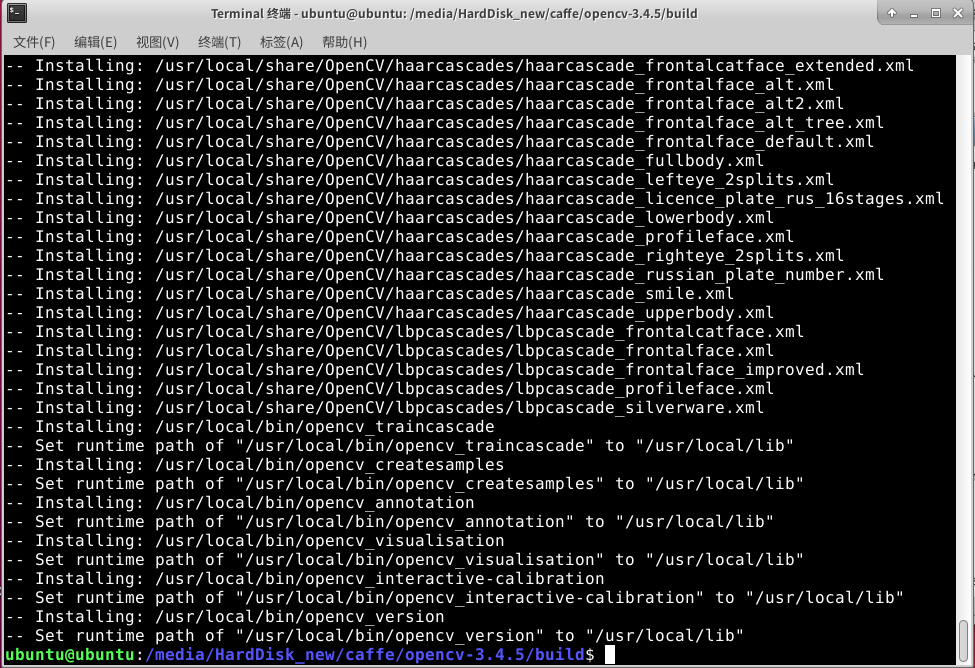 Terminal 终端 - ubuntu@ubuntu: /media/HardDisk_new/caffe/opencv-3.4.5/build
文件(F) 编辑(E) 视图(V) 终端(T) 标签(A) 帮助(H)
-- Installing: /usr/local/share/OpenCV/haarcascades/haarcascade_frontalcatface_extended.xml
-- Installing: /usr/local/share/OpenCV/haarcascades/haarcascade_frontalface_alt.xml
-- Installing: /usr/local/share/OpenCV/haarcascades/haarcascade_frontalface_alt2.xml
-- Installing: /usr/local/share/OpenCV/haarcascades/haarcascade_frontalface_alt_tree.xml
-- Installing: /usr/local/share/OpenCV/haarcascades/haarcascade_frontalface_default.xml
-- Installing: /usr/local/share/OpenCV/haarcascades/haarcascade_fullbody.xml
-- Installing: /usr/local/share/OpenCV/haarcascades/haarcascade_lefteye_2splits.xml
-- Installing: /usr/local/share/OpenCV/haarcascades/haarcascade_licence_plate_rus_16stages.xml
-- Installing: /usr/local/share/OpenCV/haarcascades/haarcascade_lowerbody.xml
-- Installing: /usr/local/share/OpenCV/haarcascades/haarcascade_profileface.xml
-- Installing: /usr/local/share/OpenCV/haarcascades/haarcascade_righteye_2splits.xml
-- Installing: /usr/local/share/OpenCV/haarcascades/haarcascade_russian_plate_number.xml
-- Installing: /usr/local/share/OpenCV/haarcascades/haarcascade_smile.xml
-- Installing: /usr/local/share/OpenCV/haarcascades/haarcascade_upperbody.xml
-- Installing: /usr/local/share/OpenCV/lbpcascades/lbpcascade_frontalcatface.xml
-- Installing: /usr/local/share/OpenCV/lbpcascades/lbpcascade_frontalface.xml
-- Installing: /usr/local/share/OpenCV/lbpcascades/lbpcascade_frontalface_improved.xml
-- Installing: /usr/local/share/OpenCV/lbpcascades/lbpcascade_profileface.xml
-- Installing: /usr/local/share/OpenCV/lbpcascades/lbpcascade_silverware.xml
-- Installing: /usr/local/bin/opencv_traincascade
-- Set runtime path of "/usr/local/bin/opencv_traincascade" to "/usr/local/lib"
-- Installing: /usr/local/bin/opencv_createsamples
-- Set runtime path of "/usr/local/bin/opencv_createsamples" to "/usr/local/lib"
-- Installing: /usr/local/bin/opencv_annotation
-- Set runtime path of "/usr/local/bin/opencv_annotation" to "/usr/local/lib"
-- Installing: /usr/local/bin/opencv_visualisation
-- Set runtime path of "/usr/local/bin/opencv_visualisation" to "/usr/local/lib"
-- Installing: /usr/local/bin/opencv_interactive-calibration
-- Set runtime path of "/usr/local/bin/opencv_interactive-calibration" to "/usr/local/lib"
-- Installing: /usr/local/bin/opencv_version
-- Set runtime path of "/usr/local/bin/opencv_version" to "/usr/local/lib"
ubuntu@ubuntu:/media/HardDisk_new/caffe/opencv-3.4.5/build$